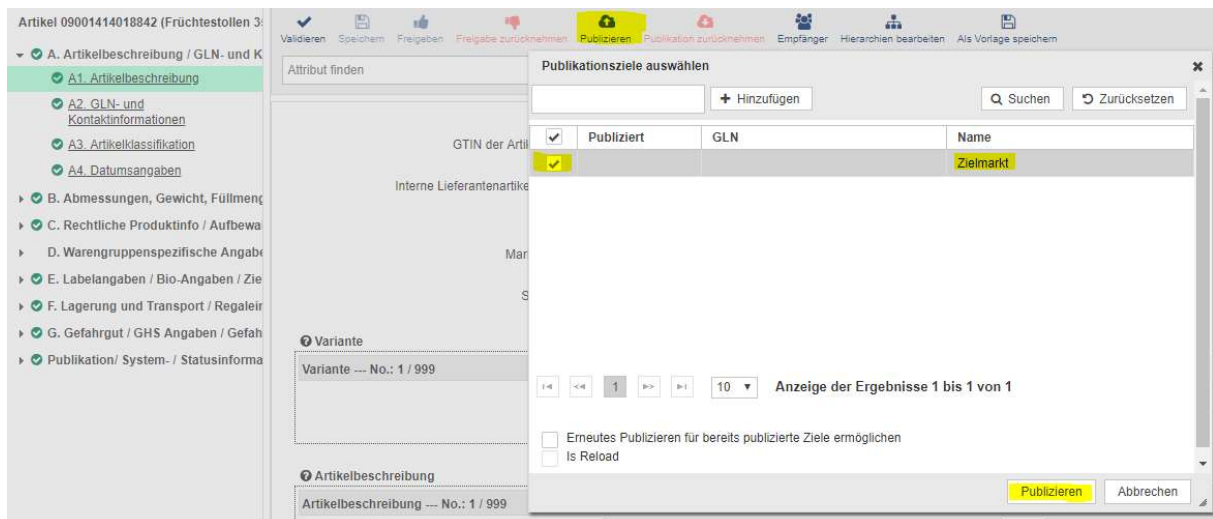 Artikel 09001414018842 (Früchtestollen 3
A. Artikelbeschreibung / GLN- und K
A1. Artikelbeschreibung
A2. GLN- und
Kontaktinformationen
A3. Artikelklassifikation
A4. Datumsangaben
B. Abmessungen, Gewicht, Füllmeng
C. Rechtliche Produktinfo / Aufbewa
D. Warengruppenspezifische Angabe
E. Labelangaben / Bio-Angaben / Zie
F. Lagerung und Transport / Regalein
G. Gefahrgut / GHS Angaben / Gefah
Publikation/ System- / Statusinforma
Validieren Speichern Freigeben Freigabe zurücknehmen Publizieren Publikation zurücknehmen Empfänger Hierarchien bearbeiten Als Vorlage speichern
Attribut finden
GTIN der Artik
Interne Lieferantenartike
Mar
S
Variante
Variante --- No.: 1 / 999
Artikelbeschreibung
Artikelbeschreibung --- No.: 1 / 999
Publikationsziele auswählen
+ Hinzufügen Suchen Zurücksetzen
Publiziert GLN Name
Zielmarkt
1 10 Anzeige der Ergebnisse 1 bis 1 von 1
Erneutes Publizieren für bereits publizierte Ziele ermöglichen
Is Reload
Publizieren Abbrechen